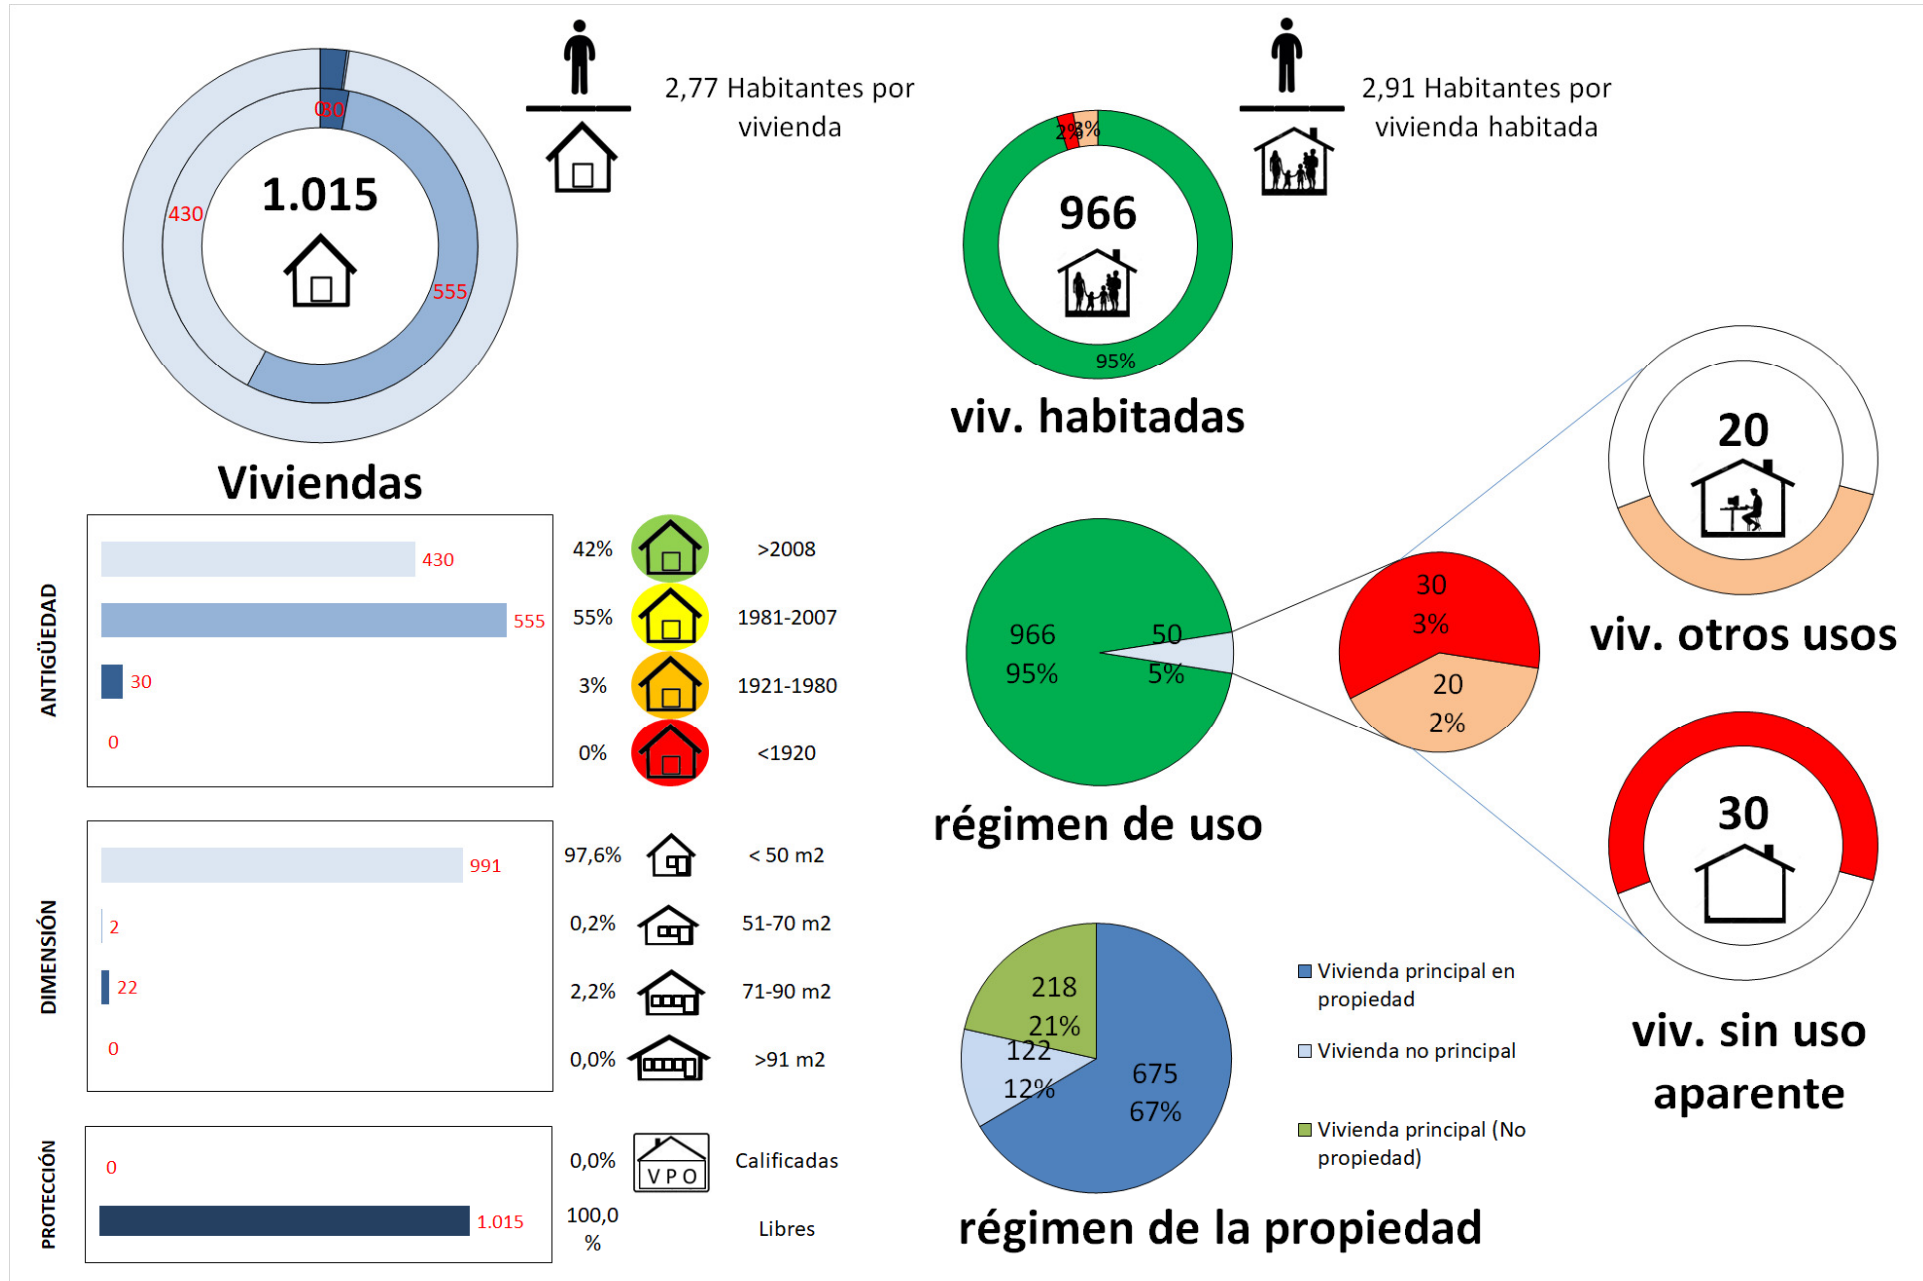 2,77 Habitantes por
vivienda
2,91 Habitantes por
vivienda habitada
0
30
430
555
1.015
Viviendas
2%
3%
95%
966
viv. habitadas
20
viv. otros usos
ANTIGÜEDAD
430
42%
>2008
555
55%
1981-2007
30
3%
1921-1980
0
0%
<1920
966
95%
50
5%
30
3%
20
2%
régimen de uso
30
viv. sin uso
aparente
DIMENSIÓN
991
97,6%
< 50 m2
2
0,2%
51-70 m2
22
2,2%
71-90 m2
0
0,0%
>91 m2
PROTECCIÓN
0
0,0%
VPO
Calificadas
1.015
100,0
%
Libres
218
21%
122
12%
675
67%
Vivienda principal en
propiedad
Vivienda no principal
Vivienda principal (No
propiedad)
régimen de la propiedad